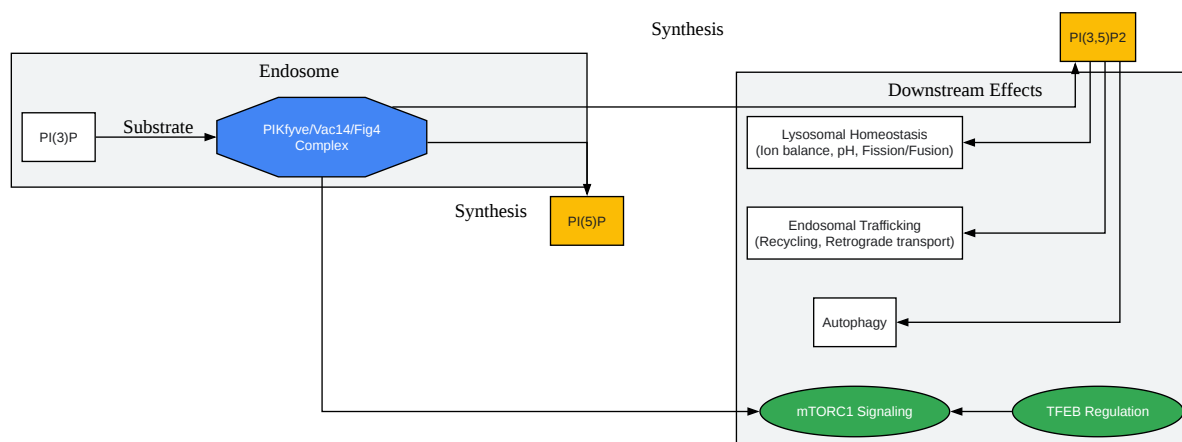 Synthesis
PI(3,5)P2
Endosome
Downstream Effects
PI(3)P
Substrate
PIKfyve/Vac14/Fig4
Complex
Lysosomal Homeostasis
(Ion balance, pH, Fission/Fusion)
Synthesis
PI(5)P
Endosomal Trafficking
(Recycling, Retrograde transport)
Autophagy
mTORC1 Signaling
TFEB Regulation